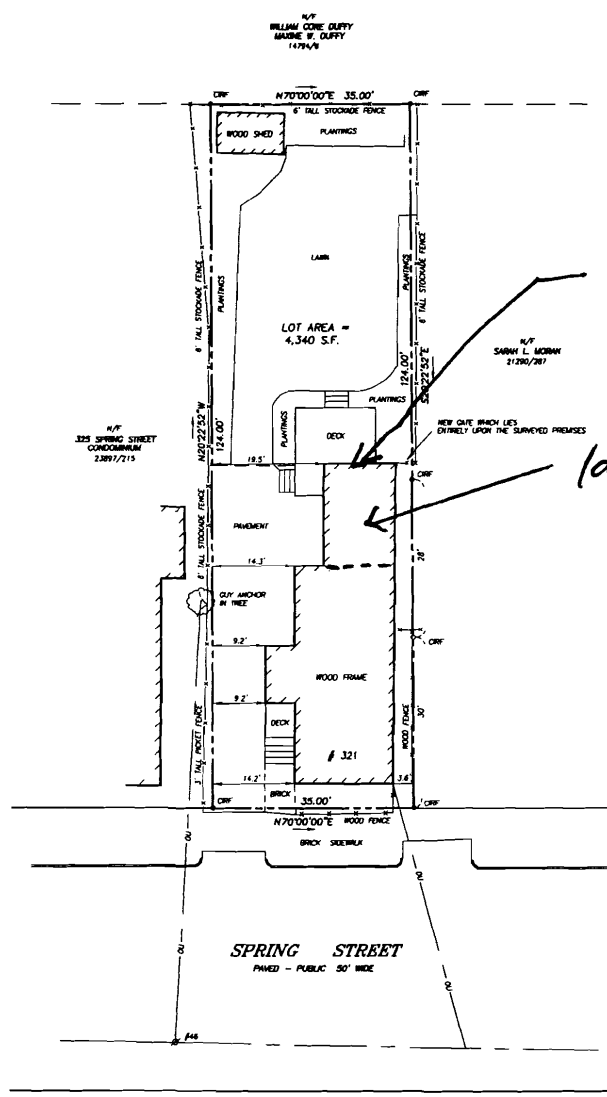 N/F
WILLIAM CORE DUFFY
MAXINE W. DUFFY
14794/11
N70°00'00"E 35.00'
CIRF
CIRF
6' TALL STOCKADE FENCE
WOOD SHED
PLANTINGS
LAWN
6' TALL STOCKADE FENCE
PLANTINGS
PLANTINGS
6' TALL STOCKADE FENCE
LOT AREA =
4,340 S.F.
124.00'
S20°22'52"E
N/F
SARAH L. MORAN
21290/287
N/F
325 SPRING STREET
CONDOMINIUM
23897/215
N20°22'52"W
124.00'
PLANTINGS
PLANTINGS
DECK
NEW GATE WHICH LIES
ENTIRELY UPON THE SURVEYED PREMISES
19.5'
CIRF
6' TALL STOCKADE FENCE
PAVEMENT
28'
14.3'
GUY ANCHOR
IN TREE
9.2'
CIRF
WOOD FRAME
9.2'
DECK
30'
WOOD FENCE
3' TALL PICKET FENCE
# 321
14.2'
3.6'
BRICK
CIRF
35.00'
CIRF
N70°00'00"E
WOOD FENCE
BRICK SIDEWALK
OU
OU
SPRING STREET
PAVED - PUBLIC 50' WIDE
OU
OU
#46